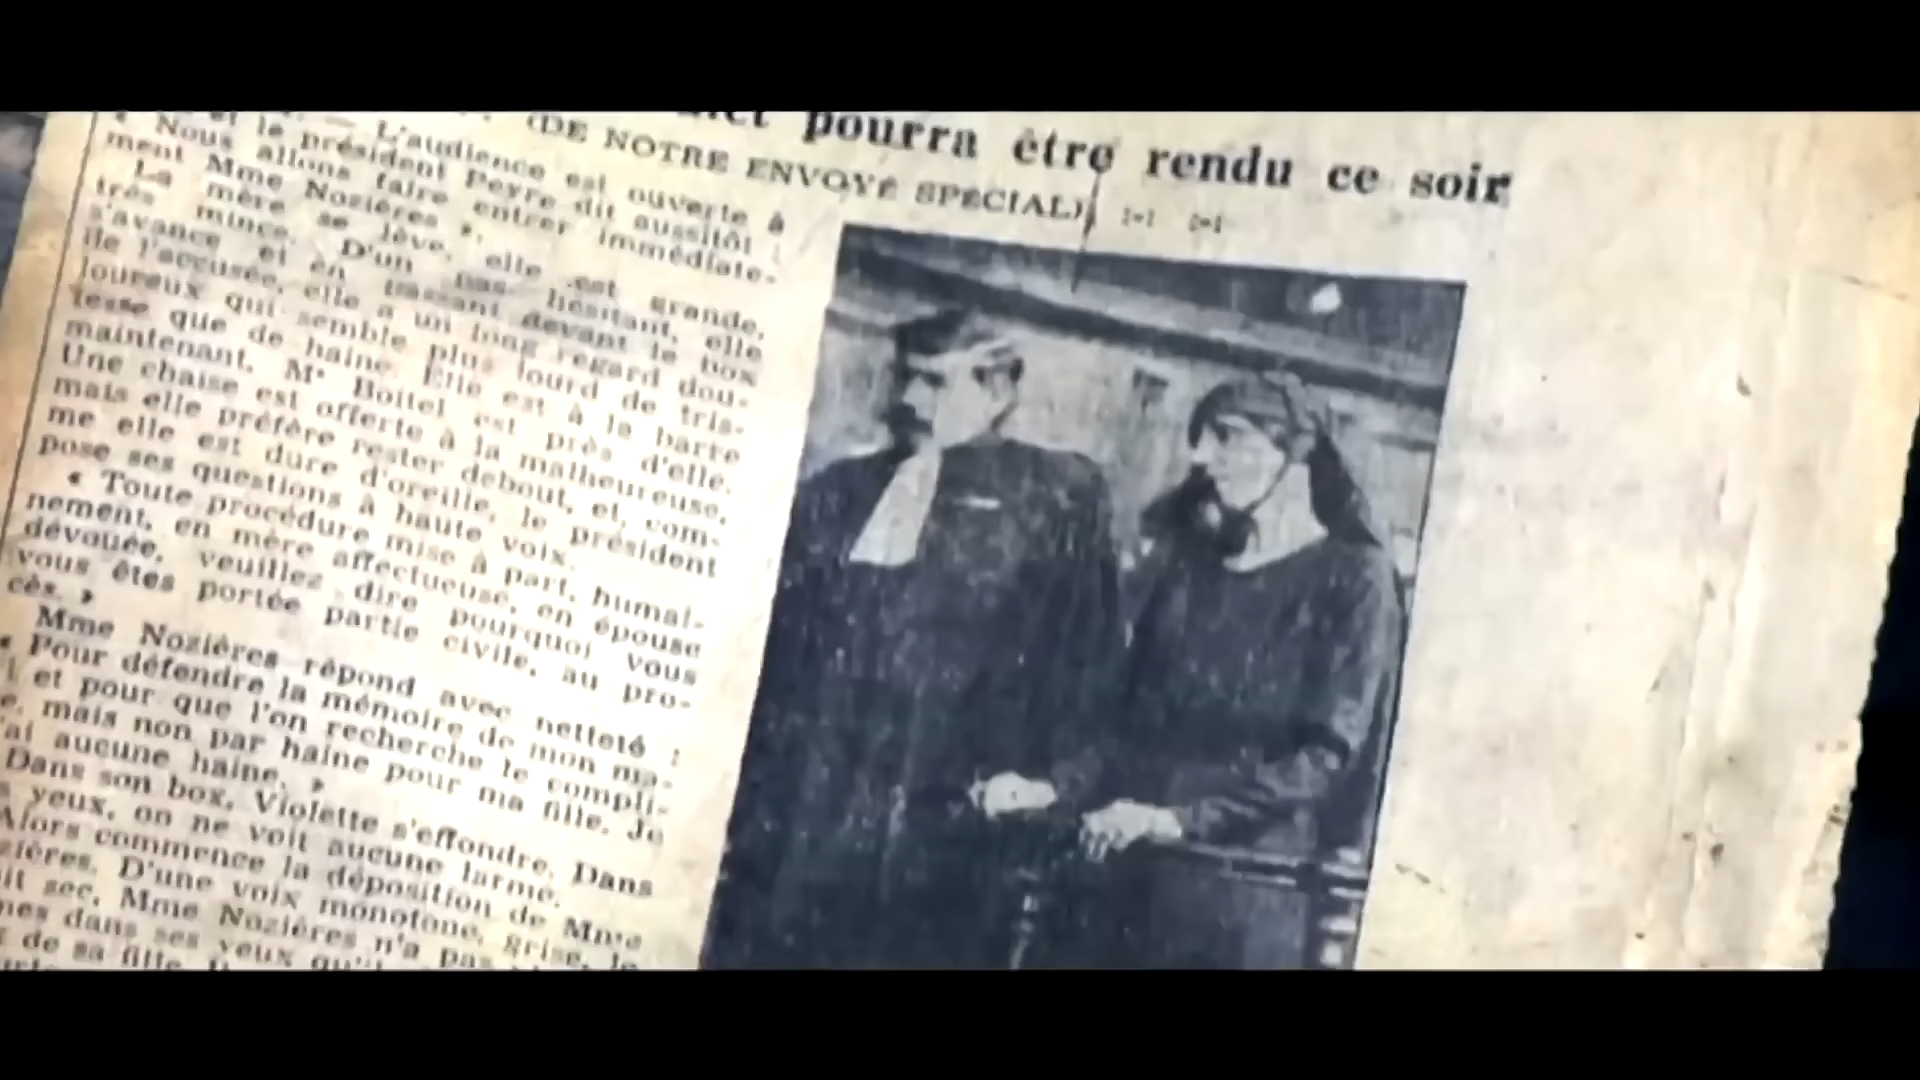 pourra être rendu ce soir
(DE NOTRE ENVOYÉ SPÉCIAL)
L'audience est ouverte à
et le président Peyre dit aussitôt :
« Nous allons faire entrer immédiate-
ment Mme Nozières ».
La mère se lève, elle est grande,
très mince. D'un pas hésitant, elle
s'avance et en passant devant le box
de l'accusée, elle a un long regard dou-
loureux qui semble plus lourd de tris-
tesse que de haine. Elle est à la barre
maintenant. Mᵉ Boitel est près d'elle.
Une chaise est offerte à la malheureuse,
mais elle préfère rester debout, et, com-
me elle est dure d'oreille, le président
pose ses questions à haute voix.
« Toute procédure mise à part, humai-
nement, en mère affectueuse, en épouse
dévouée, veuillez dire pourquoi vous
vous êtes portée partie civile, au pro-
cès. »
Mme Nozières répond avec netteté :
« Pour défendre la mémoire de mon ma-
et pour que l'on recherche le compli-
mais non par haine pour ma fille. Je
aucune haine. »
Dans son box, Violette s'effondre. Dans
yeux, on ne voit aucune larme.
Alors commence la déposition de Mme
D'une voix monotone, grise, le
sec, Mme Nozières n'a pas
dans ses yeux
de sa fille